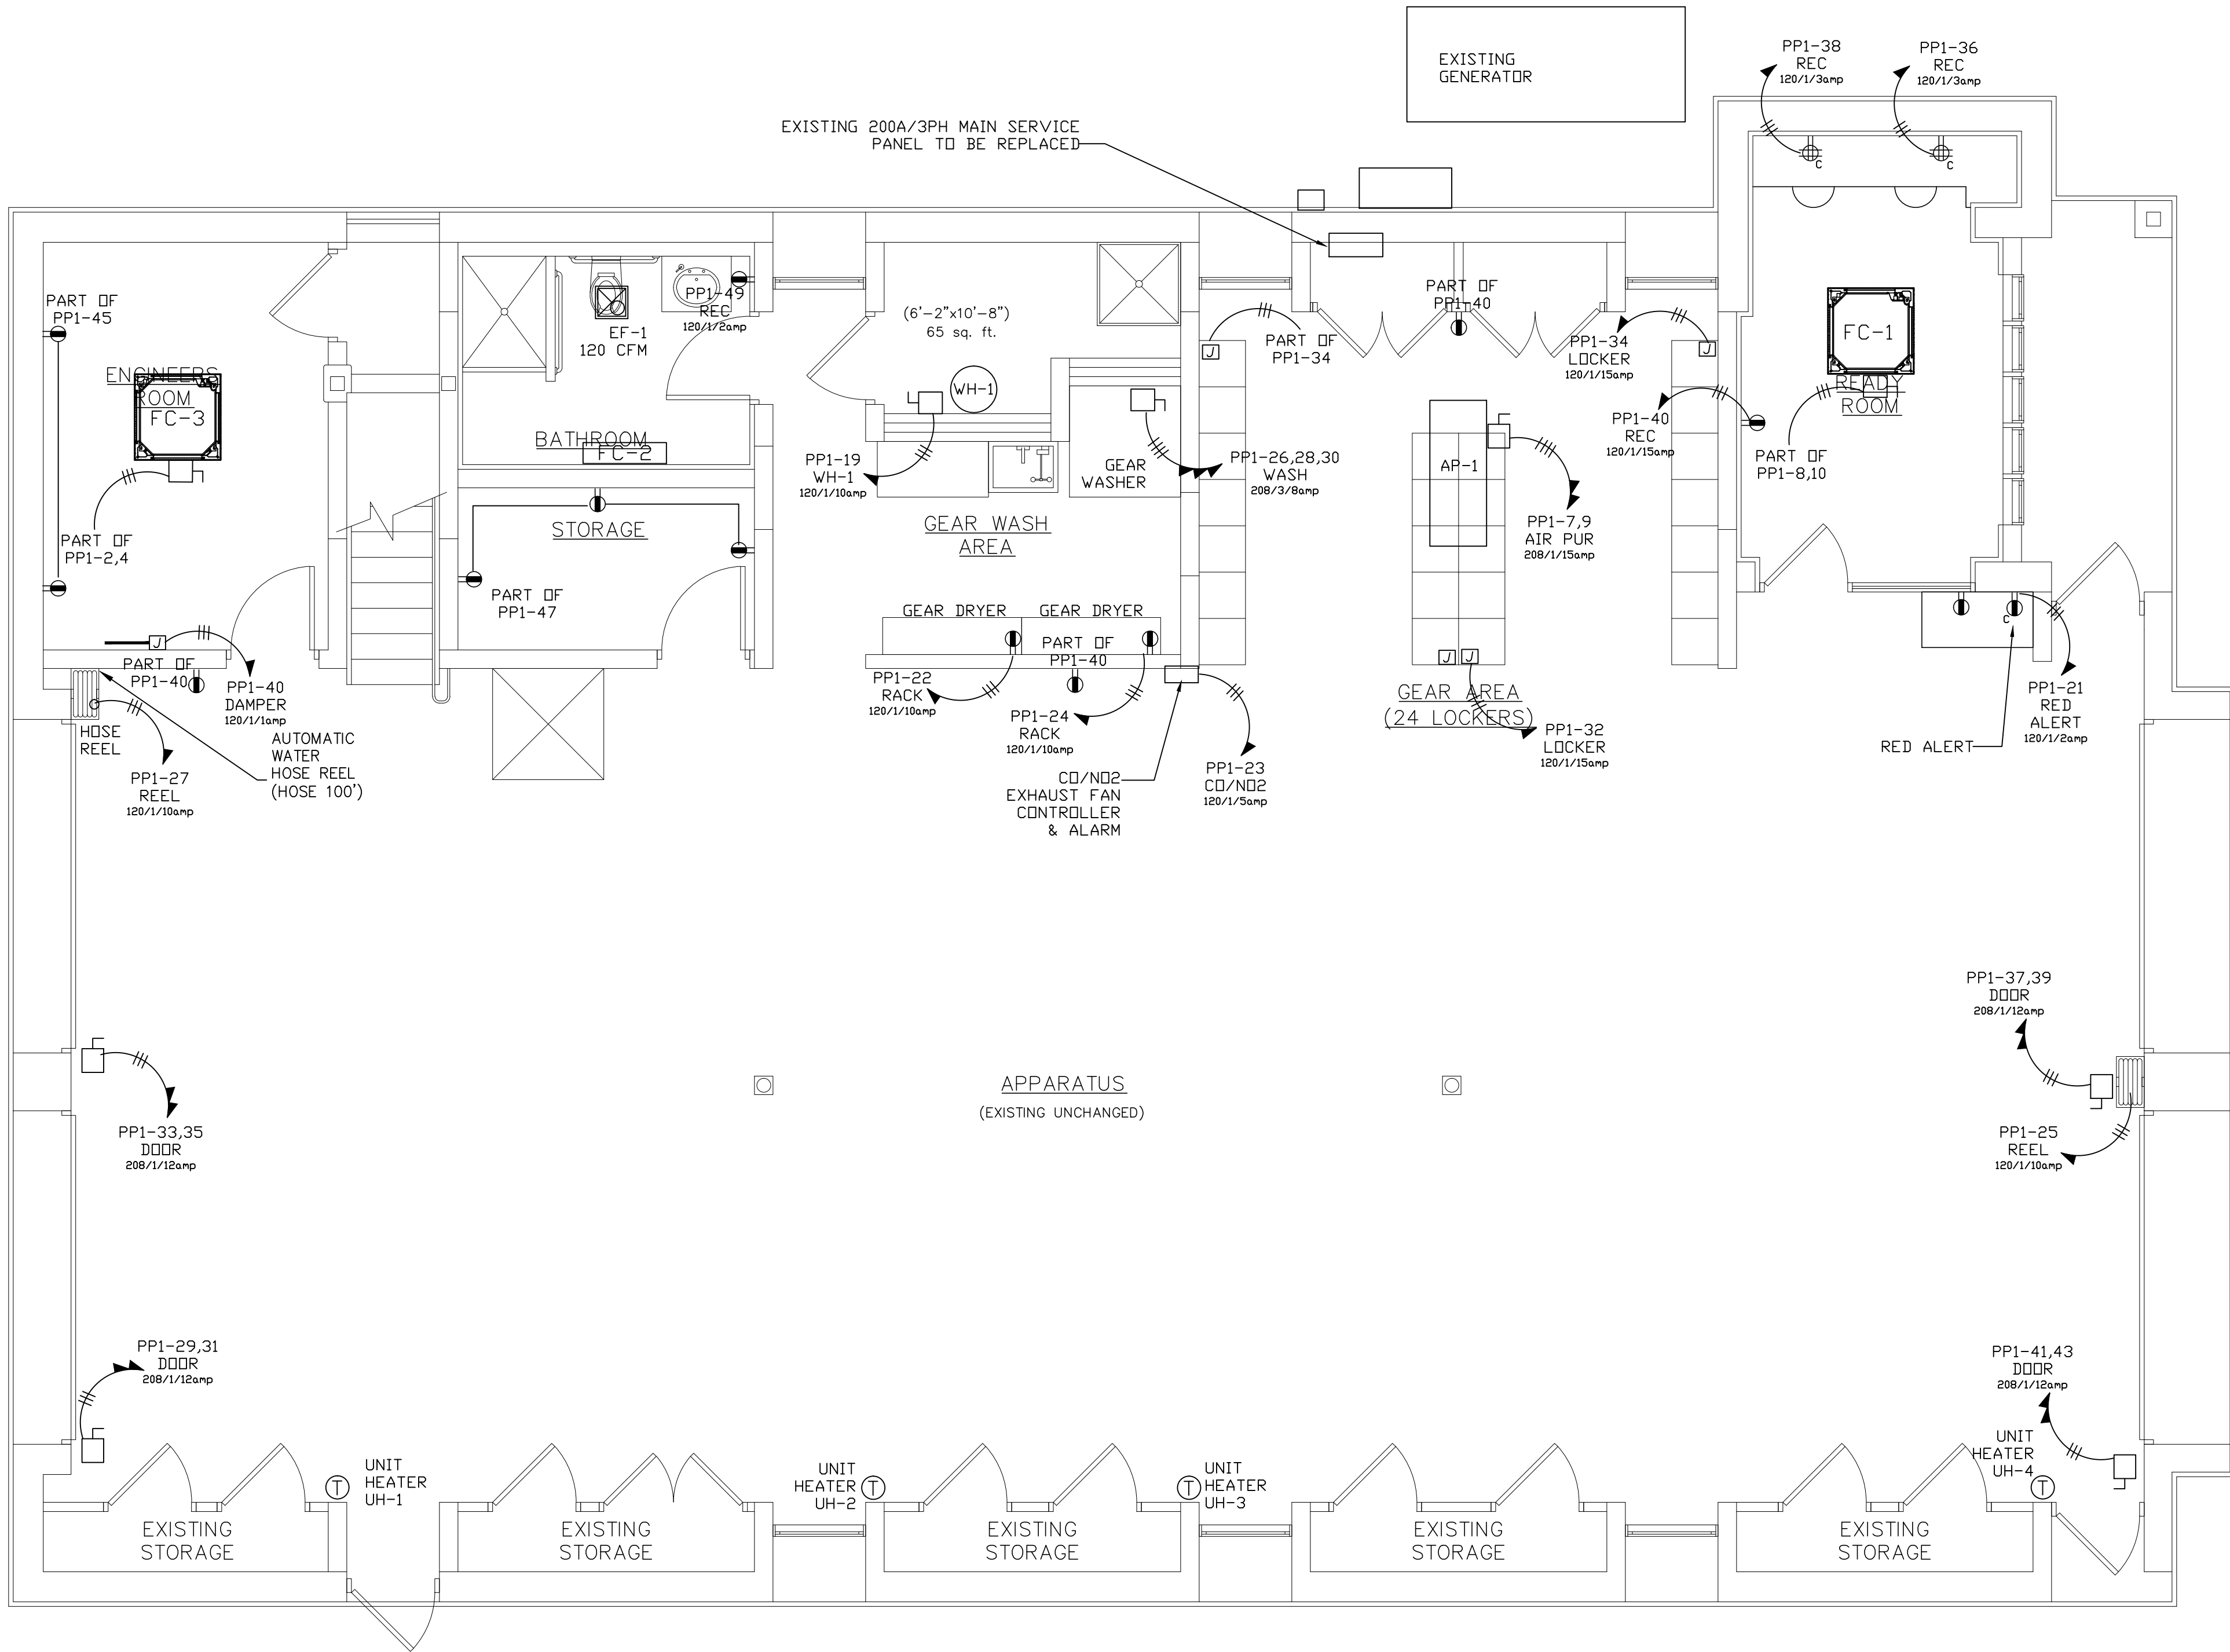 EXISTING
GENERATOR
PP1-38
REC
120/1/3amp
PP1-36
REC
120/1/3amp
EXISTING 200A/3PH MAIN SERVICE
PANEL TO BE REPLACED
C
C
PART OF
PP1-45
ENGINEERS
ROOM
FC-3
PART OF
PP1-2,4
EF-1
120 CFM
PP1-49
REC
120/1/2amp
BATHROOM
FC-2
STORAGE
PART OF
PP1-47
(6'-2"x10'-8")
65 sq. ft.
WH-1
PP1-19
WH-1
120/1/10amp
GEAR
WASHER
GEAR WASH
AREA
PP1-26,28,30
WASH
208/3/8amp
J
PART OF
PP1-34
PART OF
PP1-40
PP1-34
LOCKER
120/1/15amp
J
PP1-40
REC
120/1/15amp
AP-1
PP1-7,9
AIR PUR
208/1/15amp
FC-1
READY
ROOM
PART OF
PP1-8,10
J
PART OF
PP1-40
PP1-40
DAMPER
120/1/1amp
HOSE
REEL
PP1-27
REEL
120/1/10amp
AUTOMATIC
WATER
HOSE REEL
(HOSE 100')
GEAR DRYER
GEAR DRYER
PART OF
PP1-40
PP1-22
RACK
120/1/10amp
PP1-24
RACK
120/1/10amp
CO/NO2
EXHAUST FAN
CONTROLLER
& ALARM
PP1-23
CO/NO2
120/1/5amp
J
J
GEAR AREA
(24 LOCKERS)
PP1-32
LOCKER
120/1/15amp
C
RED ALERT
PP1-21
RED
ALERT
120/1/2amp
PP1-37,39
DOOR
208/1/12amp
PP1-33,35
DOOR
208/1/12amp
APPARATUS
(EXISTING UNCHANGED)
PP1-25
REEL
120/1/10amp
PP1-29,31
DOOR
208/1/12amp
PP1-41,43
DOOR
208/1/12amp
T
UNIT
HEATER
UH-1
UNIT
HEATER
UH-2
T
T
UNIT
HEATER
UH-3
UNIT
HEATER
UH-4
T
EXISTING
STORAGE
EXISTING
STORAGE
EXISTING
STORAGE
EXISTING
STORAGE
EXISTING
STORAGE